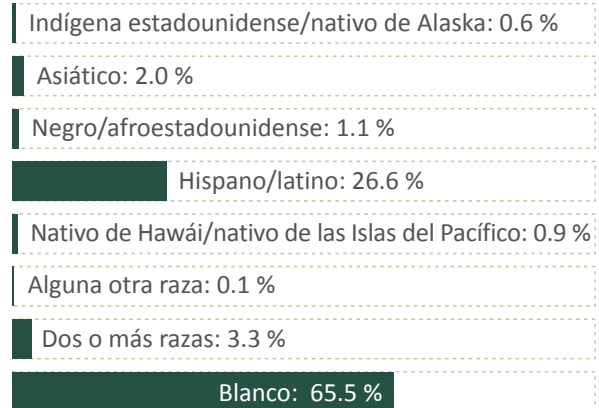 Indígena estadounidense/nativo de Alaska: 0.6 %
Asiático: 2.0 %
Negro/afroestadounidense: 1.1 %
Hispano/latino: 26.6 %
Nativo de Hawái/nativo de las Islas del Pacífico: 0.9 %
Alguna otra raza: 0.1 %
Dos o más razas: 3.3 %
Blanco: 65.5 %